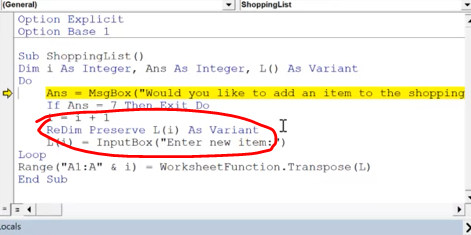 (General)
ShoppingList
Option Explicit
Option Base 1
Sub ShoppingList()
Dim i As Integer, Ans As Integer, L() As Variant
Do
Ans = MsgBox("Would you like to add an item to the shopping
If Ans = 7 Then Exit Do
i = i + 1
ReDim Preserve L(i) As Variant
L(i) = InputBox("Enter new item:")
Loop
Range("A1:A" & i) = WorksheetFunction.Transpose(L)
End Sub
ocals